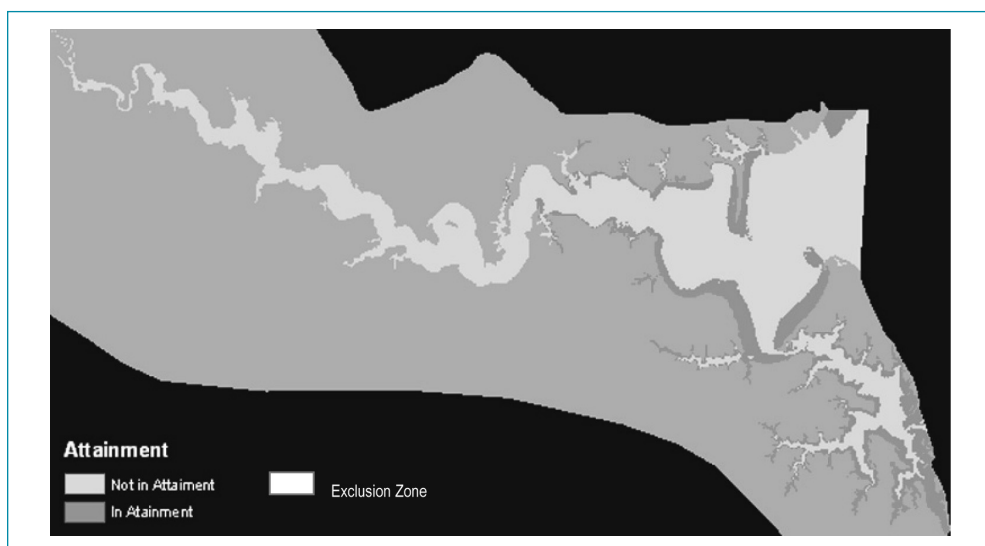 Attainment
Not in Attaiment
In Atainment
Exclusion Zone